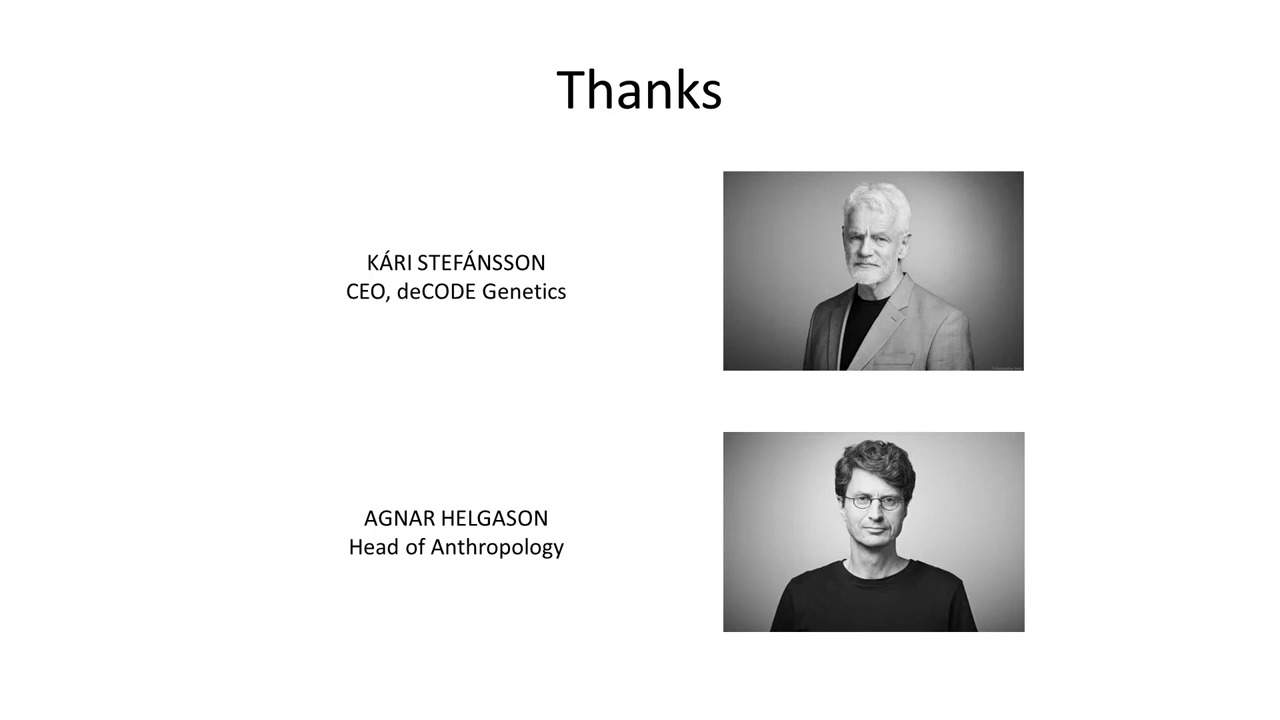 Thanks
KÁRI STEFÁNSSON
CEO, deCODE Genetics
AGNAR HELGASON
Head of Anthropology